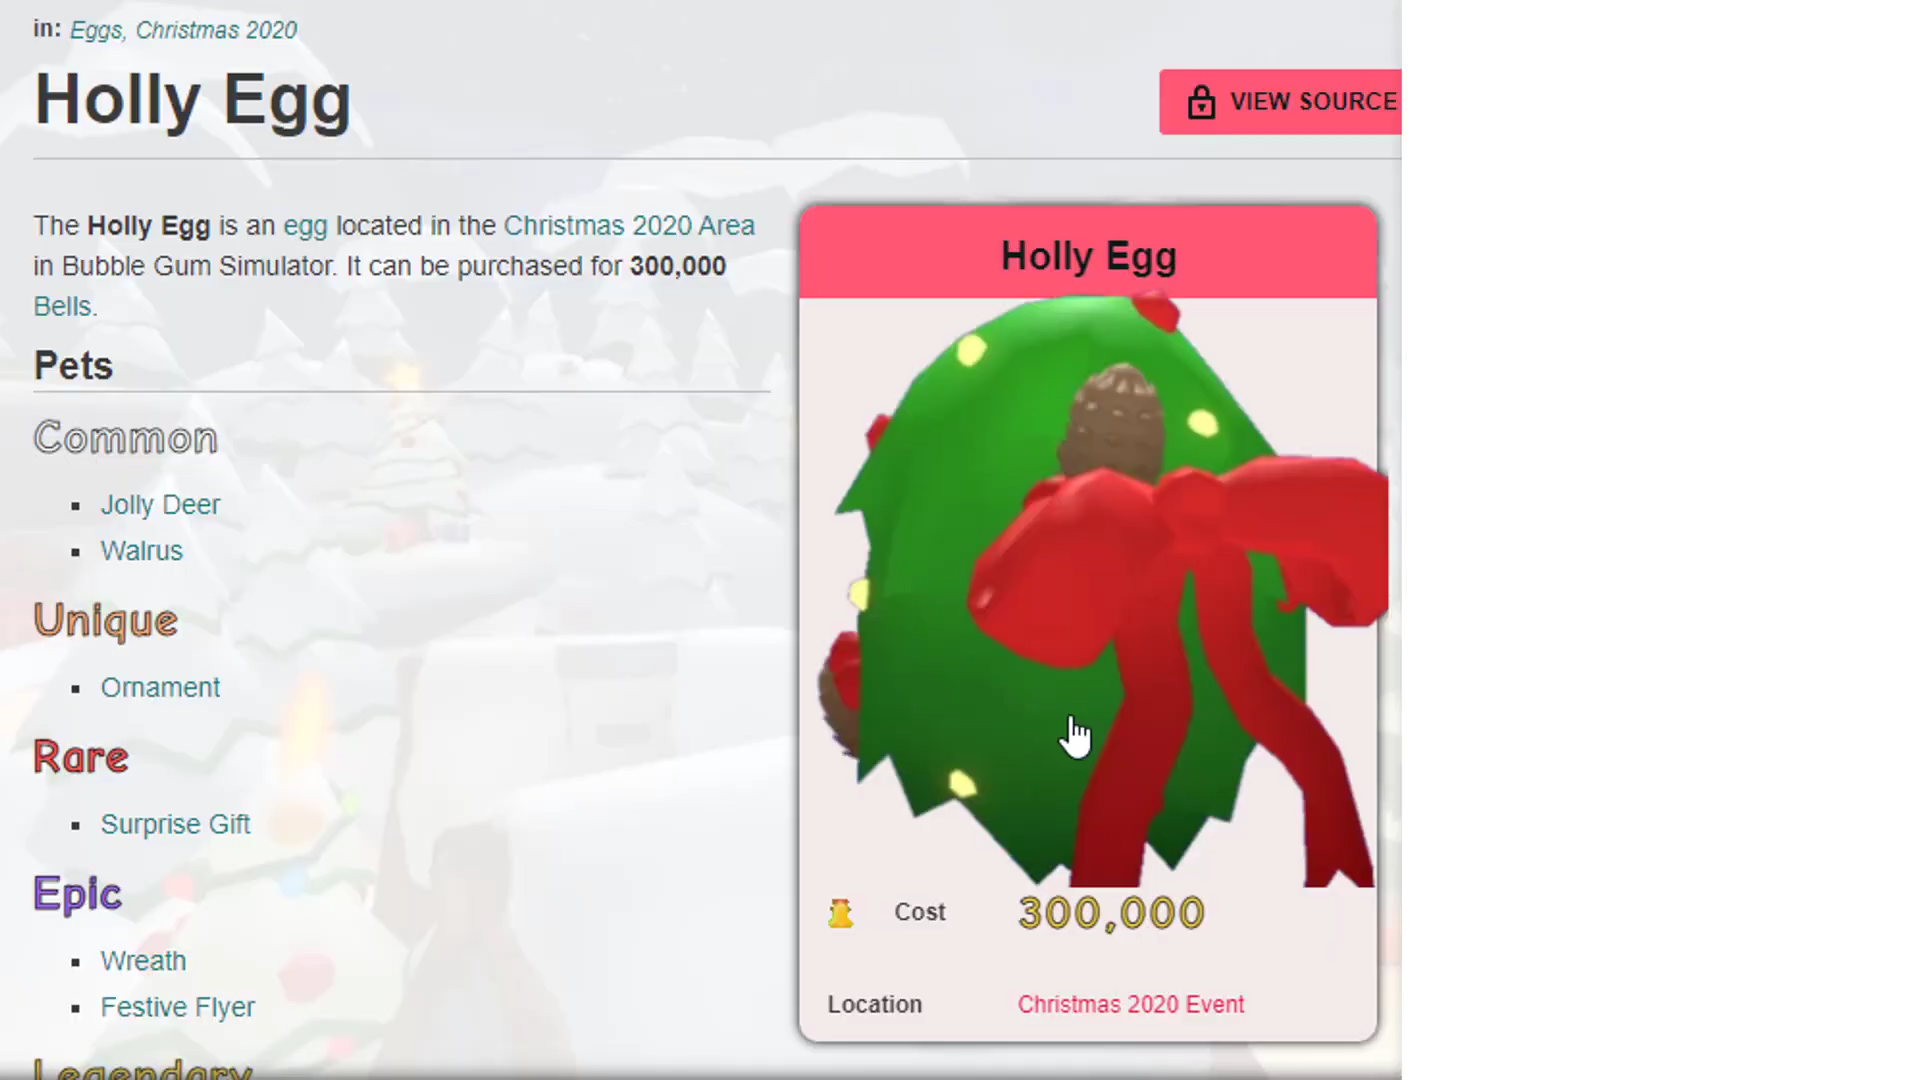 in: Eggs, Christmas 2020
Holly Egg
VIEW SOURCE
The Holly Egg is an egg located in the Christmas 2020 Area
in Bubble Gum Simulator. It can be purchased for 300,000
Bells.
Pets
Common
Jolly Deer
Walrus
Unique
Ornament
Rare
Surprise Gift
Epic
Wreath
Festive Flyer
Legendary
Holly Egg
Cost 300,000
Location Christmas 2020 Event